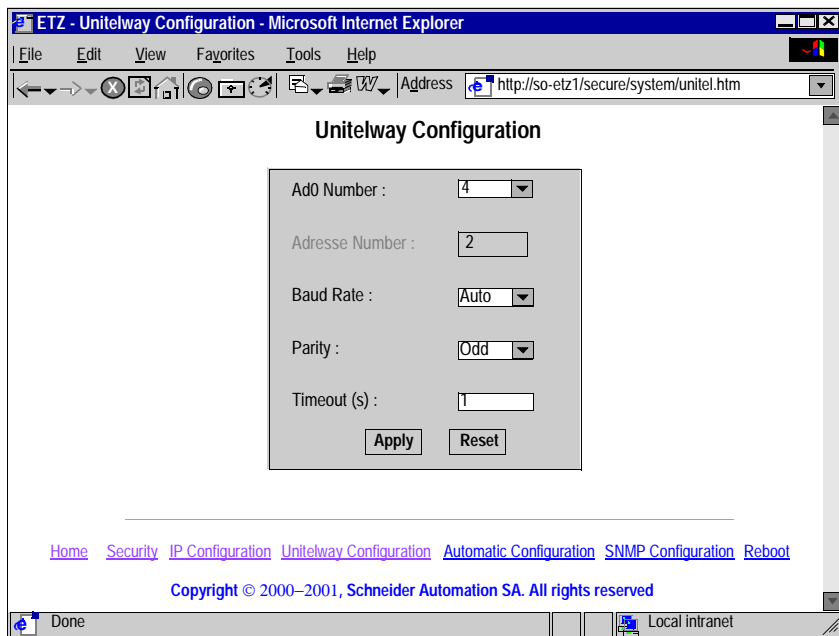 ETZ - Unitelway Configuration - Microsoft Internet Explorer
File Edit View Favorites Tools Help
Address http://so-etz1/secure/system/unitel.htm
Unitelway Configuration
Ad0 Number : 4
Adresse Number : 2
Baud Rate : Auto
Parity : Odd
Timeout (s) : 1
Apply Reset
Home Security IP Configuration Unitelway Configuration Automatic Configuration SNMP Configuration Reboot
Copyright © 2000–2001, Schneider Automation SA. All rights reserved
Done Local intranet